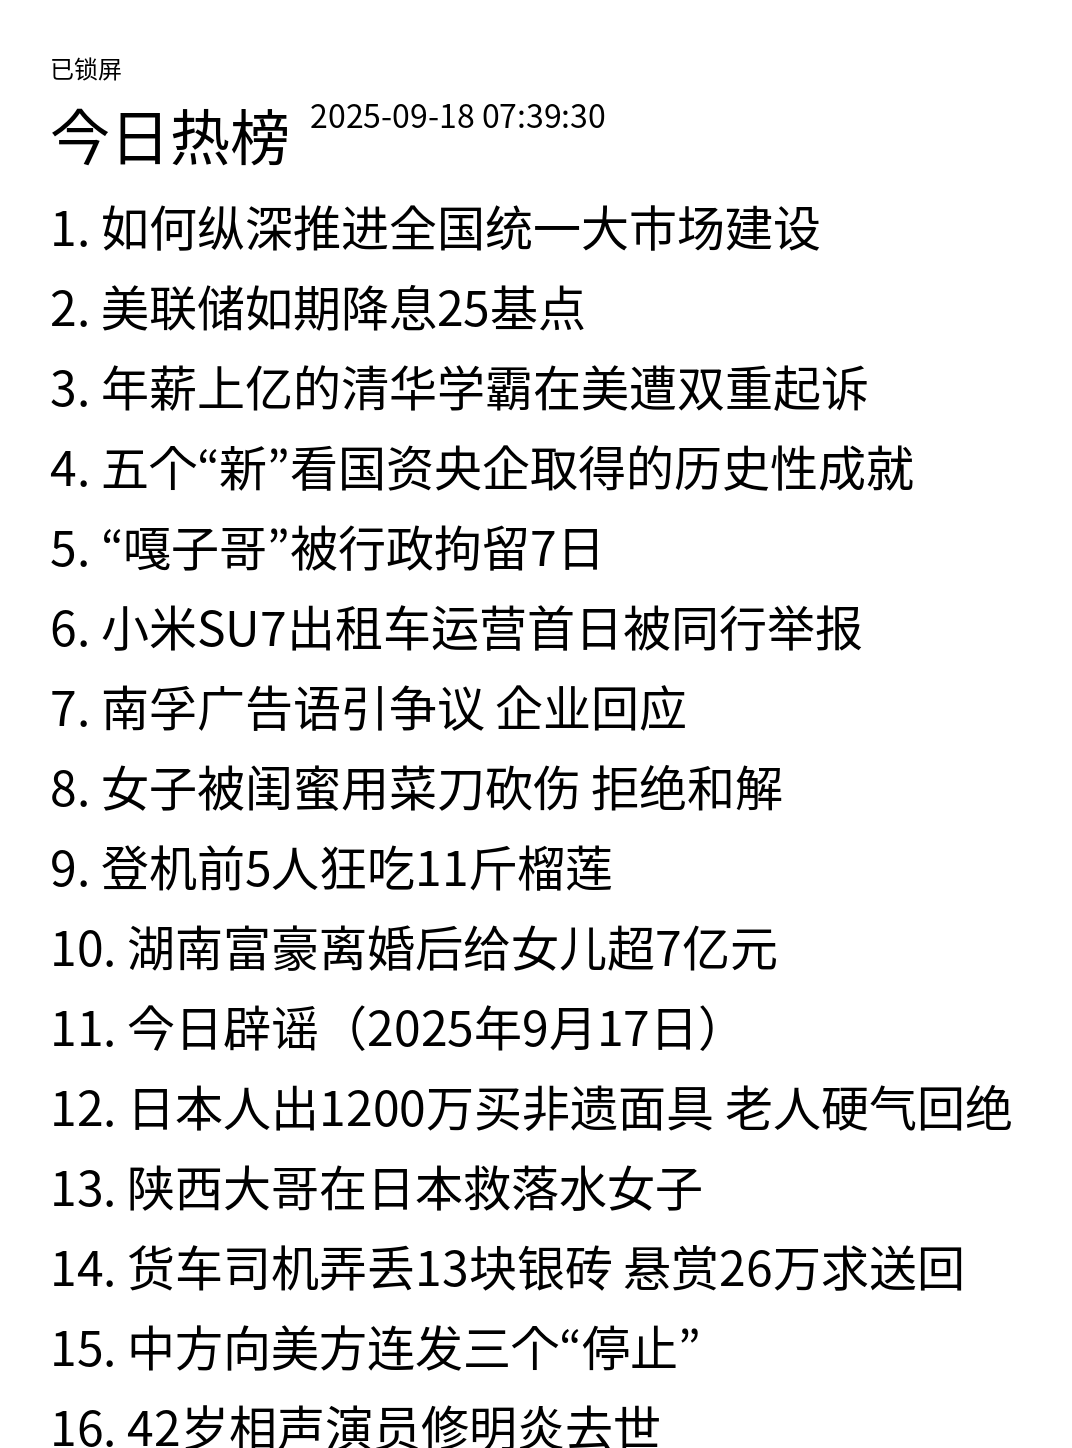 已锁屏
今日热榜 2025-09-18 07:39:30
1. 如何纵深推进全国统一大市场建设
2. 美联储如期降息25基点
3. 年薪上亿的清华学霸在美遭双重起诉
4. 五个“新”看国资央企取得的历史性成就
5. “嘎子哥”被行政拘留7日
6. 小米SU7出租车运营首日被同行举报
7. 南孚广告语引争议 企业回应
8. 女子被闺蜜用菜刀砍伤 拒绝和解
9. 登机前5人狂吃11斤榴莲
10. 湖南富豪离婚后给女儿超7亿元
11. 今日辟谣（2025年9月17日）
12. 日本人出1200万买非遗面具 老人硬气回绝
13. 陕西大哥在日本救落水女子
14. 货车司机弄丢13块银砖 悬赏26万求送回
15. 中方向美方连发三个“停止”
16. 42岁相声演员修明炎去世